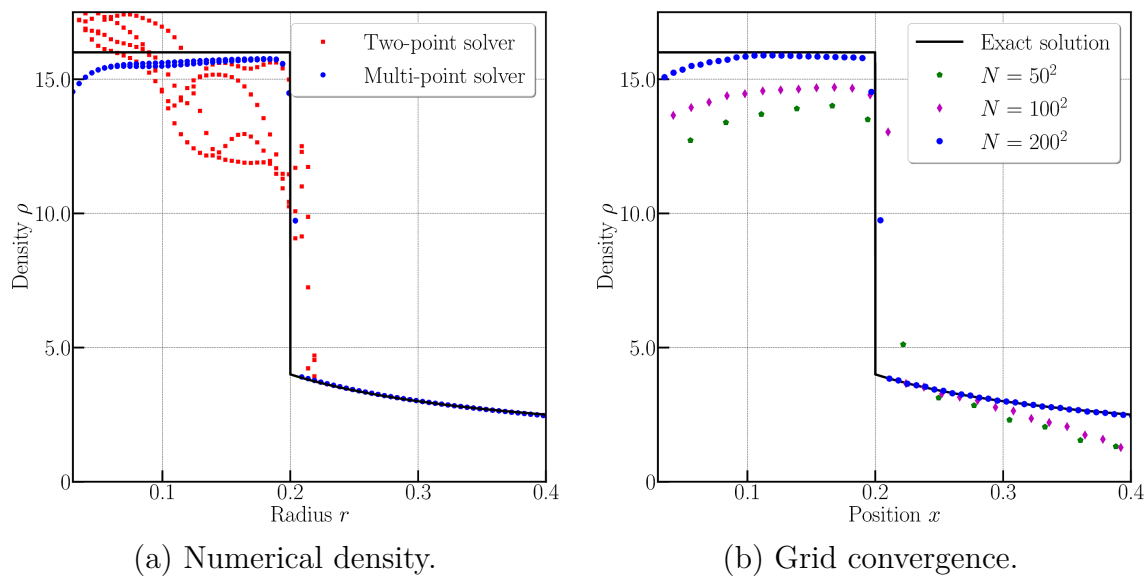 Two-point solver
Multi-point solver
15.0
10.0
5.0
0
Density ρ
0.1
0.2
0.3
0.4
Radius r
(a) Numerical density.
Exact solution
N = 50²
N = 100²
N = 200²
15.0
10.0
5.0
0
Density ρ
0.1
0.2
0.3
0.4
Position x
(b) Grid convergence.